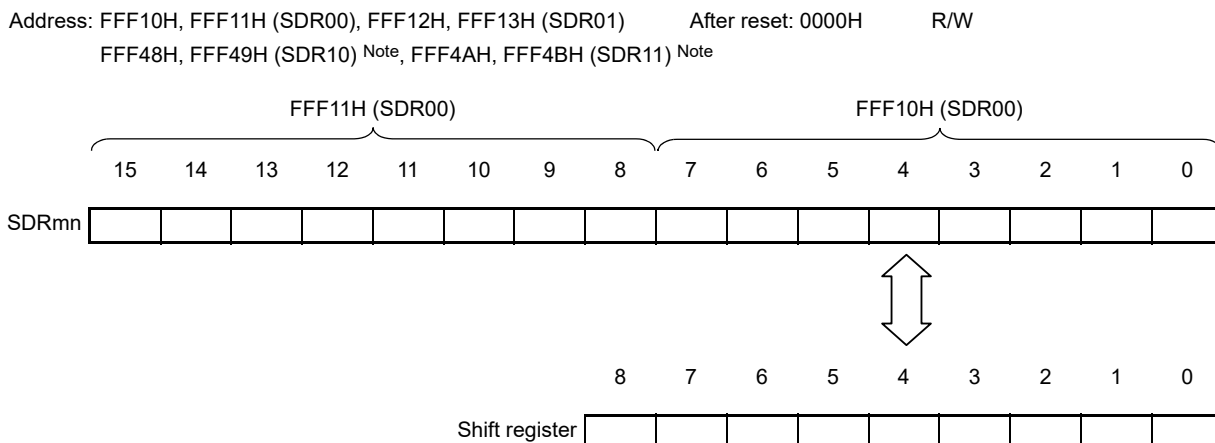 Address: FFF10H, FFF11H (SDR00), FFF12H, FFF13H (SDR01) After reset: 0000H R/W
FFF48H, FFF49H (SDR10) Note, FFF4AH, FFF4BH (SDR11) Note
FFF11H (SDR00) FFF10H (SDR00)
15 14 13 12 11 10 9 8 7 6 5 4 3 2 1 0
SDRmn
8 7 6 5 4 3 2 1 0
Shift register